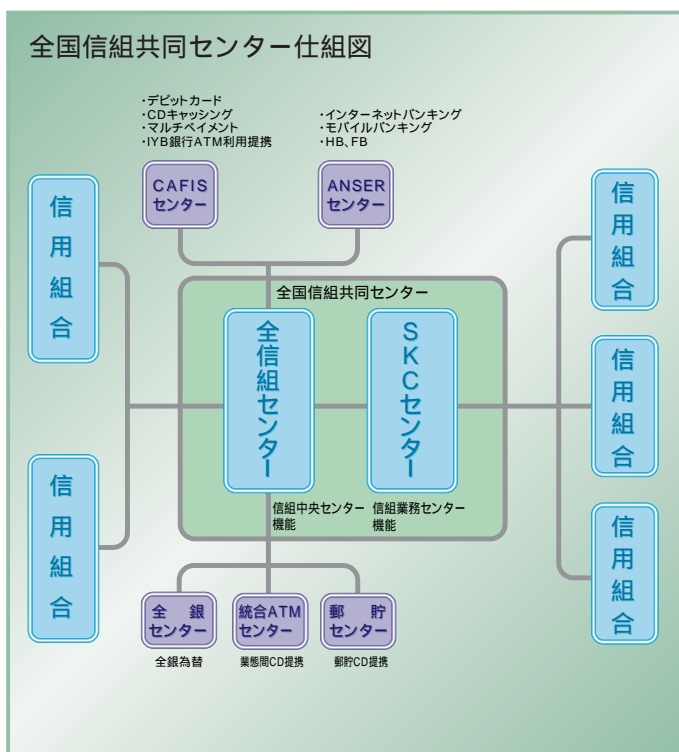 全国信組共同センター仕組図
・デビットカード
・CDキャッシング
・マルチペイメント
・IYB銀行ATM利用提携
・インターネットバンキング
・モバイルバンキング
・HB、FB
CAFIS
センター
ANSER
センター
信用組合
信用組合
全国信組共同センター
全信組センター
SKCセンター
信組中央センター
機能
信組業務センター
機能
信用組合
信用組合
信用組合
全銀
センター
統合ATM
センター
郵貯
センター
全銀為替
業態間CD提携
郵貯CD提携